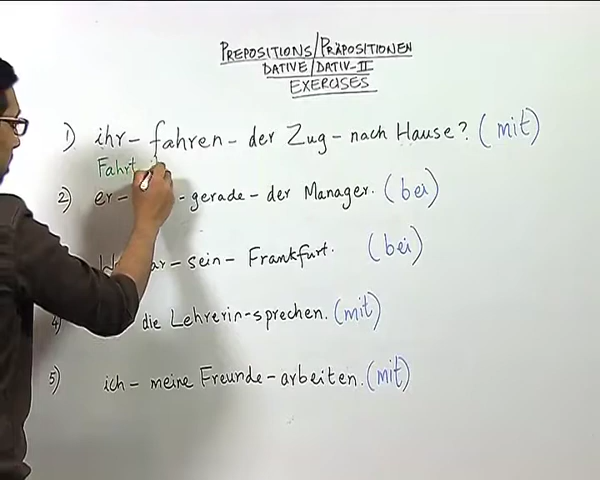 PREPOSITIONS/PRÄPOSITIONEN
DATIVE/DATIV-II
EXERCISES
1) ihr – fahren – der Zug – nach Hause? (mit)
Fahrt
2) er – - gerade – der Manager. (bei)
– sein – Frankfurt. (bei)
die Lehrerin – sprechen. (mit)
5) ich – meine Freunde – arbeiten. (mit)